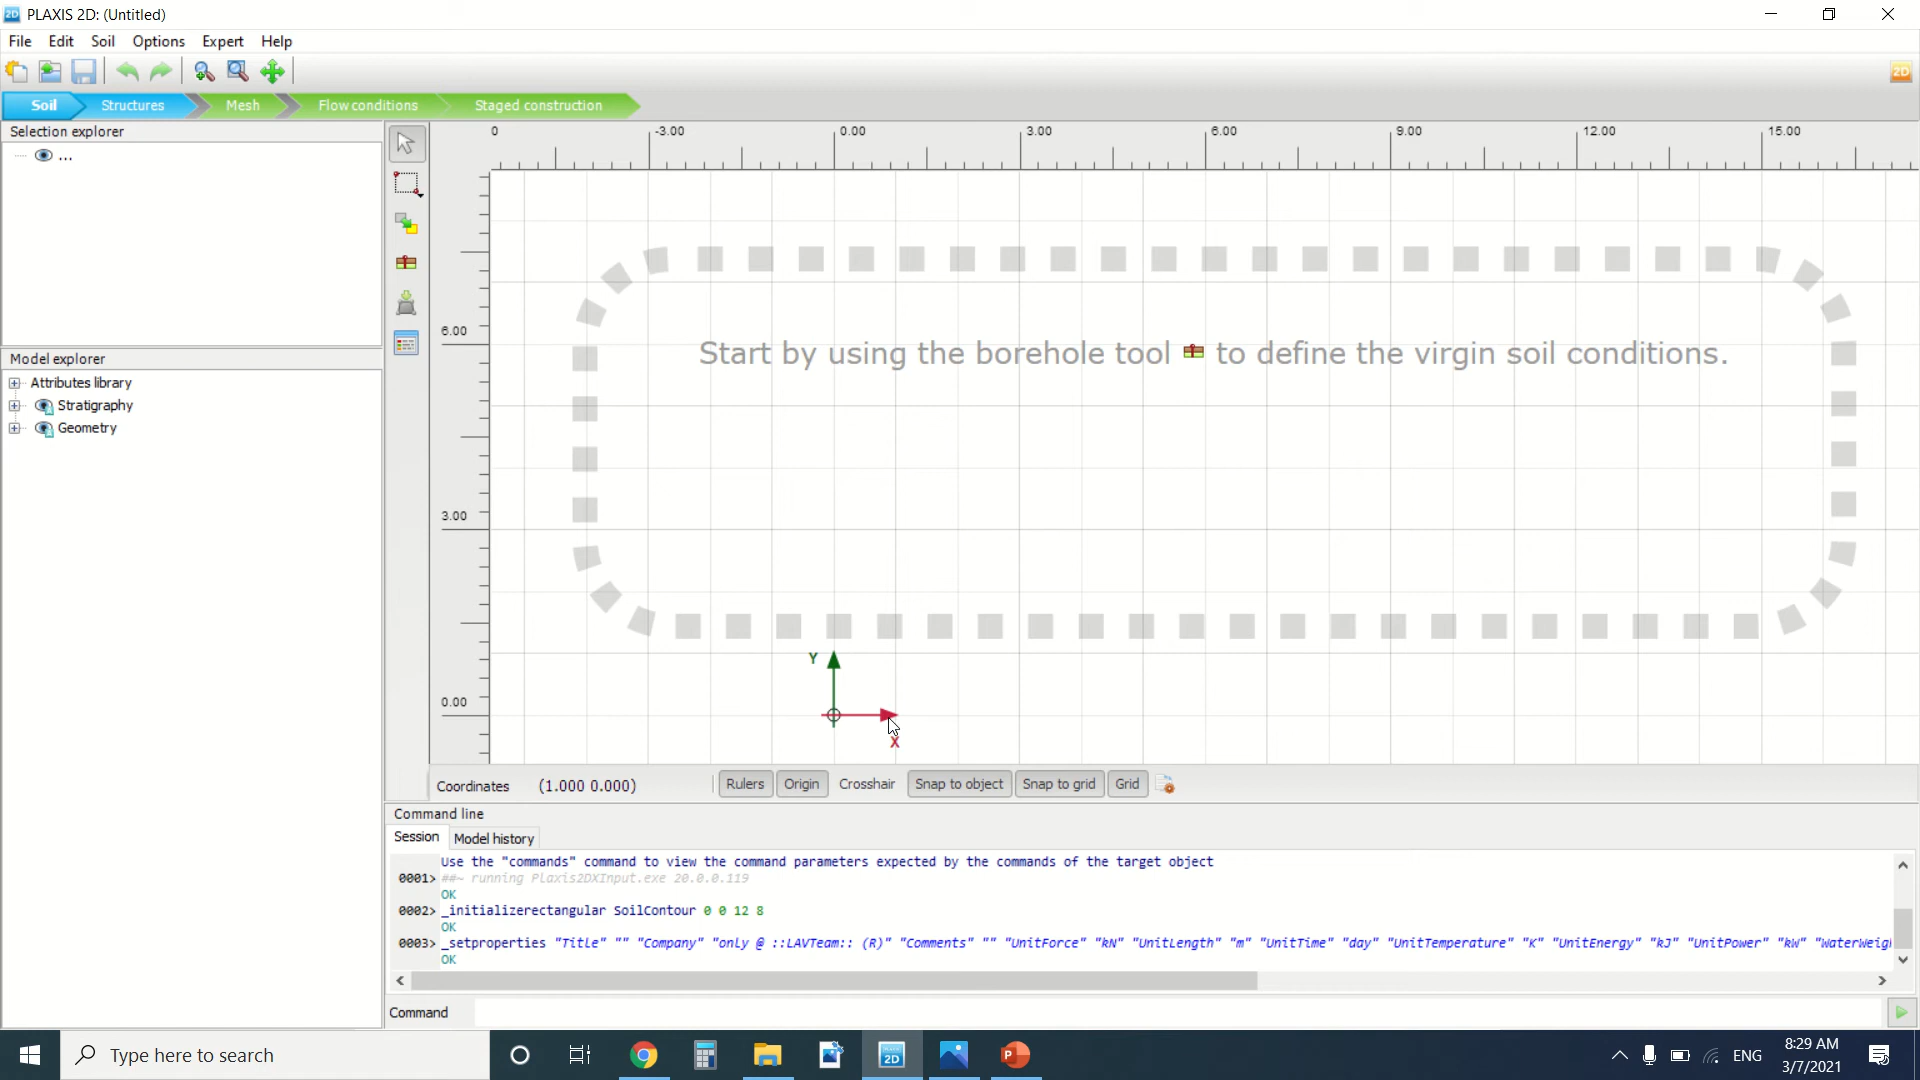 PLAXIS 2D: (Untitled)
File Edit Soil Options Expert Help
2D
Soil Structures Mesh Flow conditions Staged construction
Selection explorer
...
Model explorer
Attributes library
Stratigraphy
Geometry
0 -3.00 0.00 3.00 6.00 9.00 12.00 15.00
6.00
3.00
0.00
Start by using the borehole tool to define the virgin soil conditions.
Y
X
Coordinates (1.000 0.000) Rulers Origin Crosshair Snap to object Snap to grid Grid
Command line
Session Model history
Use the "commands" command to view the command parameters expected by the commands of the target object
0001> ##~ running Plaxis2DXInput.exe 20.0.0.119
OK
0002> _initializerectangular SoilContour 0 0 12 8
OK
0003> _setproperties "Title" "" "Company" "only @ ::LAVTeam:: (R)" "Comments" "" "UnitForce" "kN" "UnitLength" "m" "UnitTime" "day" "UnitTemperature" "K" "UnitEnergy" "kJ" "UnitPower" "kW" "WaterWeigh
OK
Command
Type here to search
2D
ENG
8:29 AM
3/7/2021